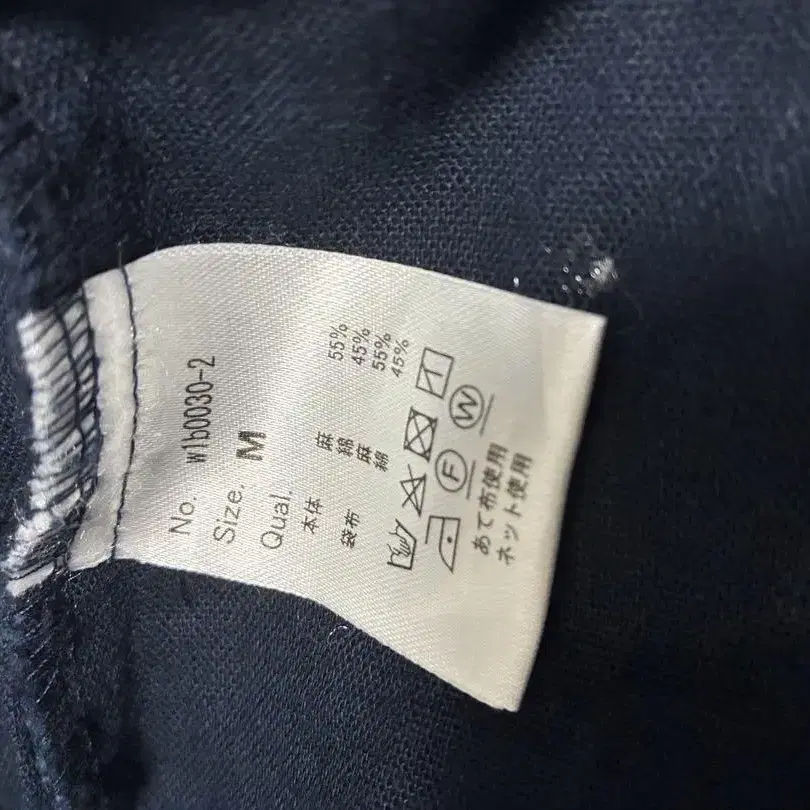 No. wlb0030-2
Size. M
Qual.
本体 麻 55%
綿 45%
袋布 麻 55%
綿 45%
F W
あて布使用
ネット使用